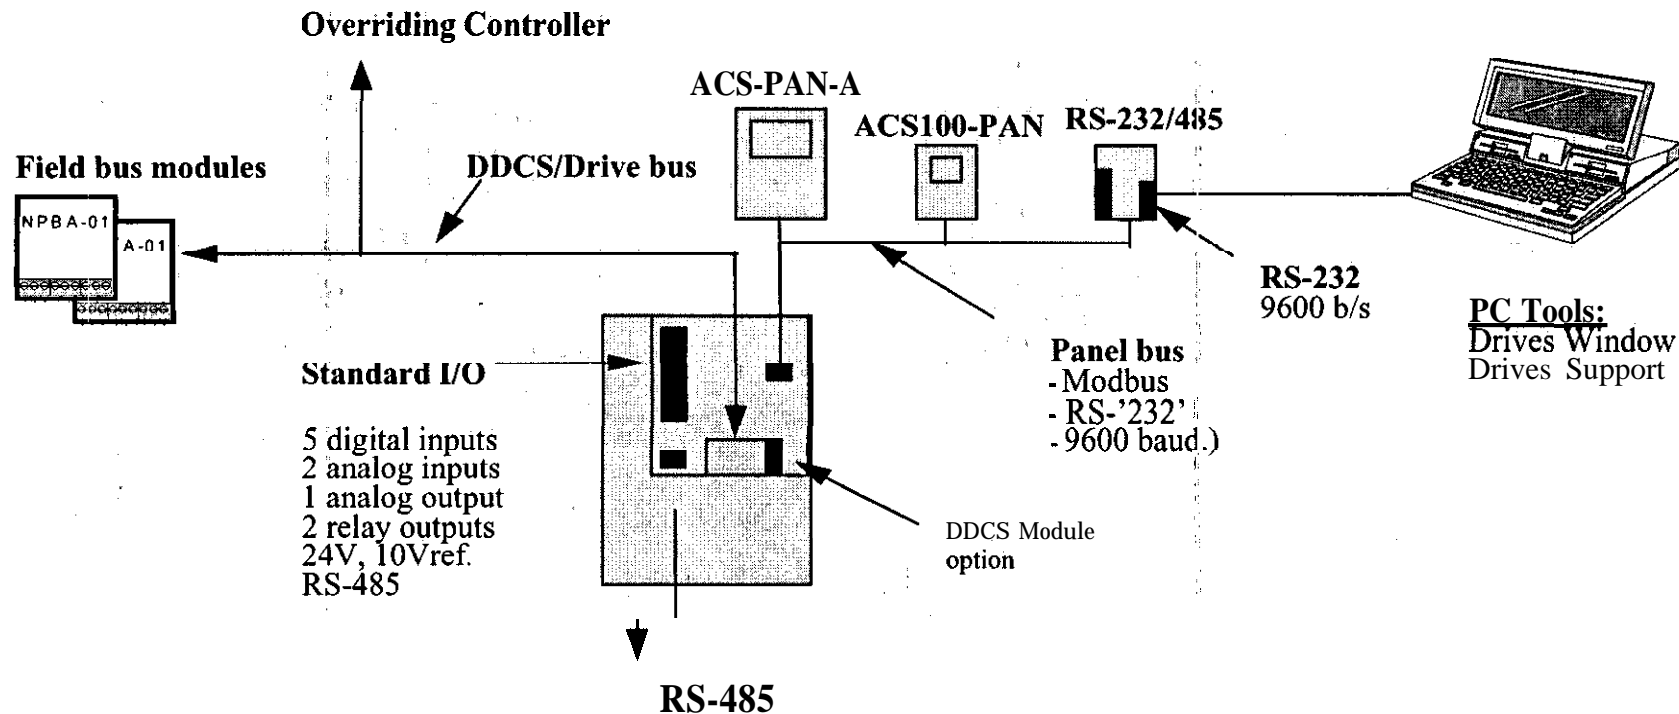 Overriding Controller
ACS-PAN-A
ACS100-PAN
RS-232/485
Field bus modules
DDCS/Drive bus
NPBA-01
A-01
RS-232
9600 b/s
PC Tools:
Drives Window
Drives Support
Panel bus
- Modbus
- RS-'232'
- 9600 baud.)
Standard I/O
5 digital inputs
2 analog inputs
1 analog output
2 relay outputs
24V, 10Vref.
RS-485
DDCS Module
option
RS-485